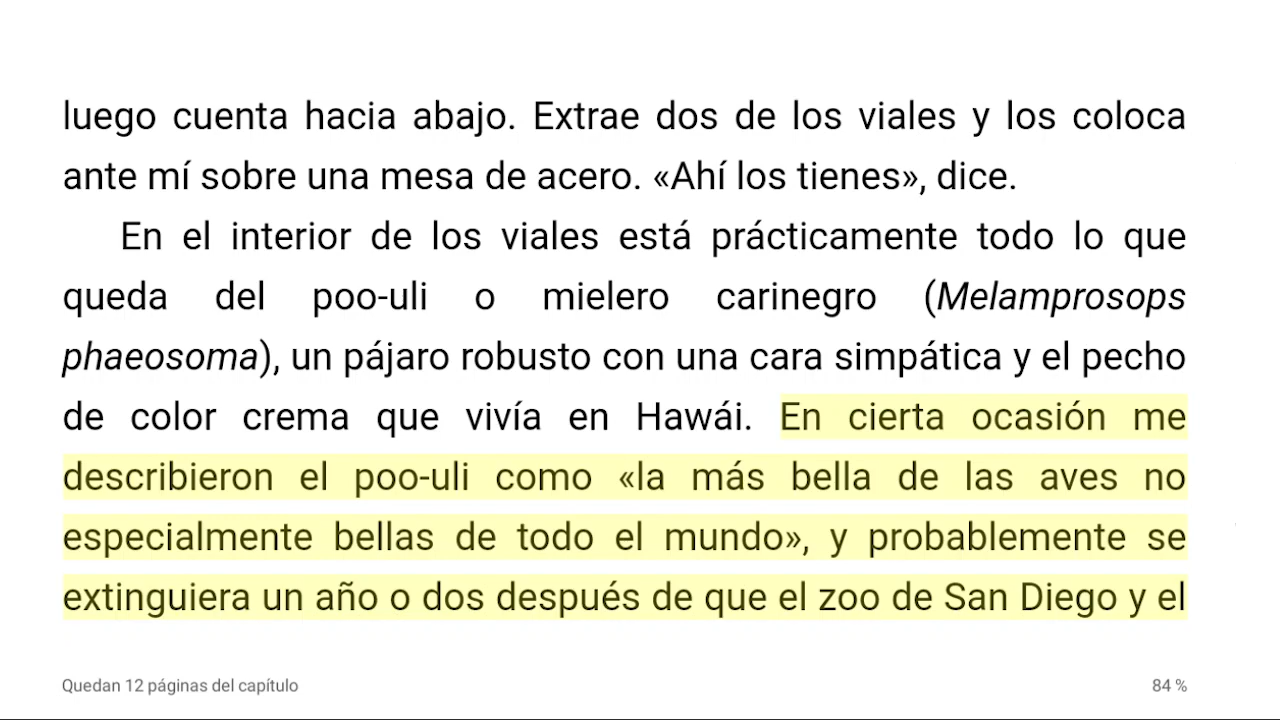 luego cuenta hacia abajo. Extrae dos de los viales y los coloca
ante mí sobre una mesa de acero. «Ahí los tienes», dice.
En el interior de los viales está prácticamente todo lo que
queda del poo-uli o mielero carinegro (Melamprosops
phaeosoma), un pájaro robusto con una cara simpática y el pecho
de color crema que vivía en Hawái. En cierta ocasión me
describieron el poo-uli como «la más bella de las aves no
especialmente bellas de todo el mundo», y probablemente se
extinguiera un año o dos después de que el zoo de San Diego y el
Quedan 12 páginas del capítulo
84 %